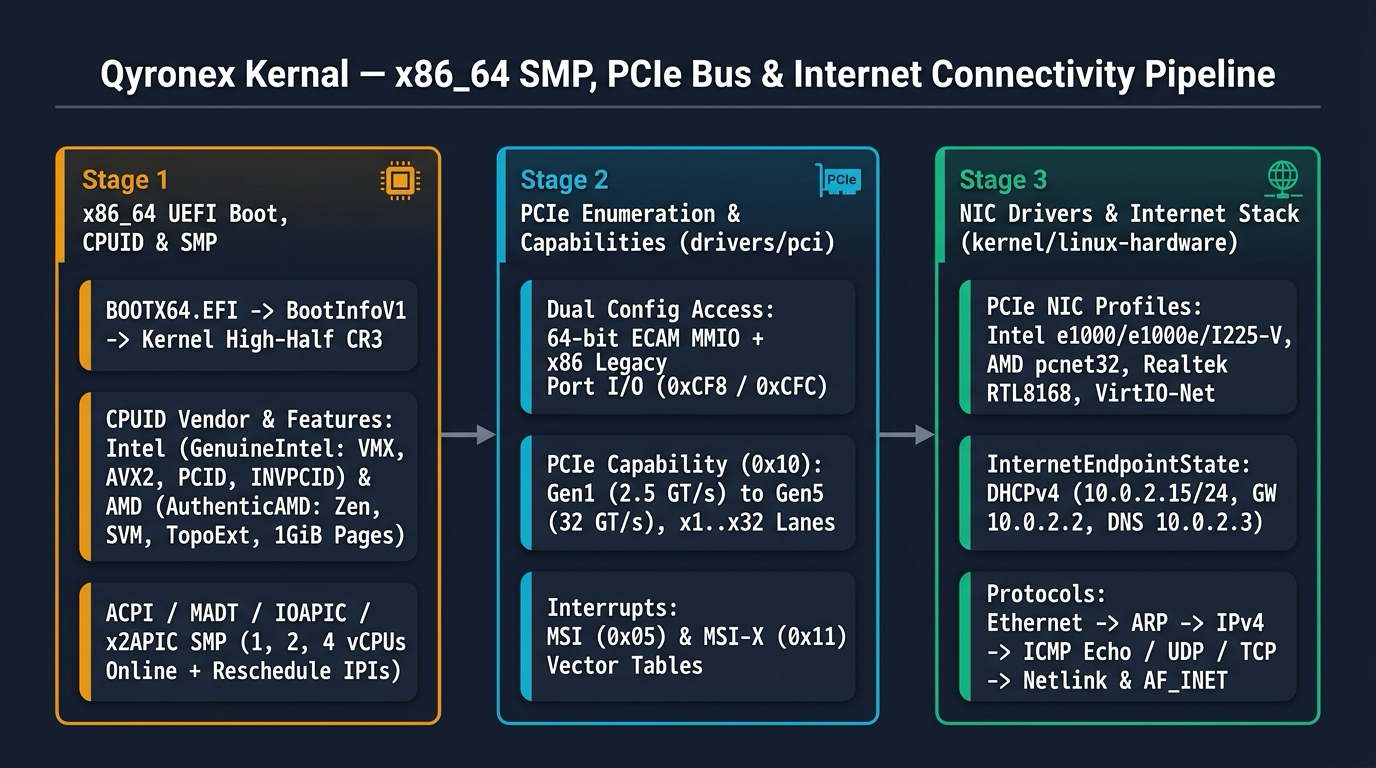 Qyronex Kernal — x86_64 SMP, PCIe Bus & Internet Connectivity Pipeline
Stage 1
x86_64 UEFI Boot,
CPUID & SMP
BOOTX64.EFI -> BootInfoV1
-> Kernel High-Half CR3
CPUID Vendor & Features:
Intel (GenuineIntel: VMX,
AVX2, PCID, INVPCID) &
AMD (AuthenticAMD: Zen,
SVM, TopoExt, 1GiB Pages)
ACPI / MADT / IOAPIC /
x2APIC SMP (1, 2, 4 vCPUs
Online + Reschedule IPIs)
Stage 2
PCIe
PCIe Enumeration &
Capabilities (drivers/pci)
Dual Config Access:
64-bit ECAM MMIO +
x86 Legacy
Port I/O (0xCF8 / 0xCFC)
PCIe Capability (0x10):
Gen1 (2.5 GT/s) to Gen5
(32 GT/s), x1..x32 Lanes
Interrupts:
MSI (0x05) & MSI-X (0x11)
Vector Tables
Stage 3
NIC Drivers & Internet Stack
(kernel/linux-hardware)
PCIe NIC Profiles:
Intel e1000/e1000e/I225-V,
AMD pcnet32, Realtek
RTL8168, VirtIO-Net
InternetEndpointState:
DHCPv4 (10.0.2.15/24, GW
10.0.2.2, DNS 10.0.2.3)
Protocols:
Ethernet -> ARP -> IPv4
-> ICMP Echo / UDP / TCP
-> Netlink & AF_INET